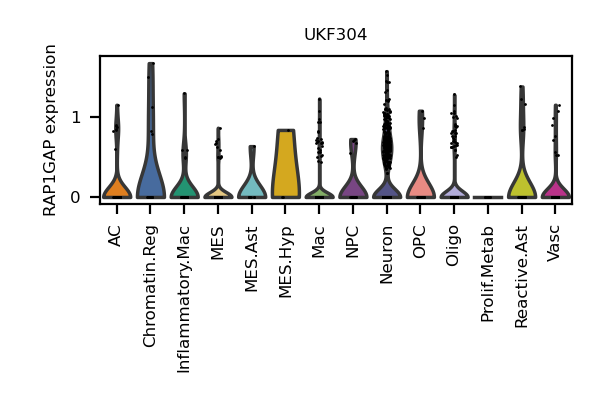 UKF304
RAP1GAP expression
1
0
AC
Chromatin.Reg
Inflammatory.Mac
MES
MES.Ast
MES.Hyp
Mac
NPC
Neuron
OPC
Oligo
Prolif.Metab
Reactive.Ast
Vasc